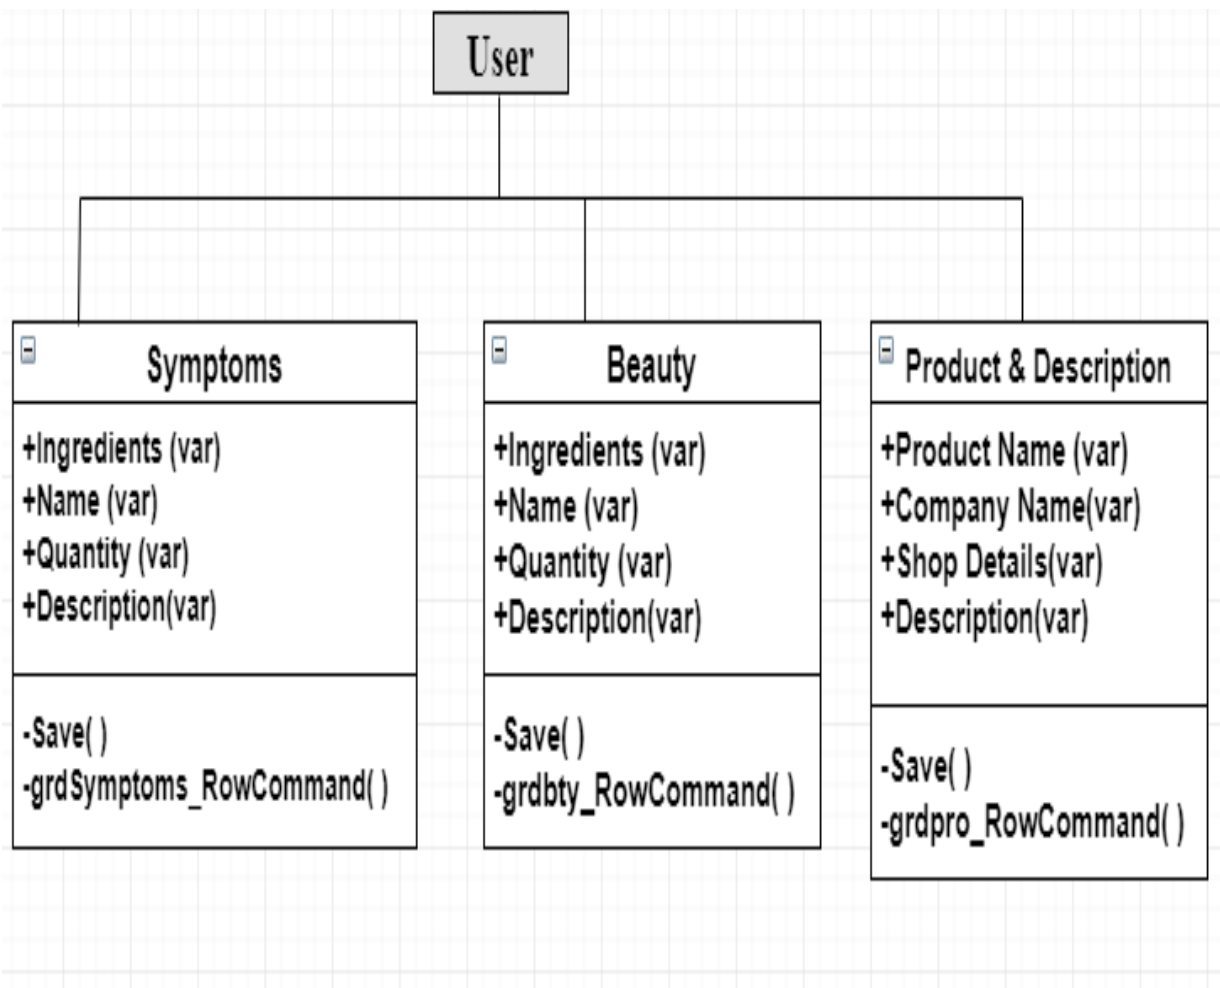 User
Symptoms
+Ingredients (var)
+Name (var)
+Quantity (var)
+Description(var)
-Save( )
-grdSymptoms_RowCommand( )
Beauty
+Ingredients (var)
+Name (var)
+Quantity (var)
+Description(var)
-Save( )
-grdbty_RowCommand( )
Product & Description
+Product Name (var)
+Company Name(var)
+Shop Details(var)
+Description(var)
-Save( )
-grdpro_RowCommand( )